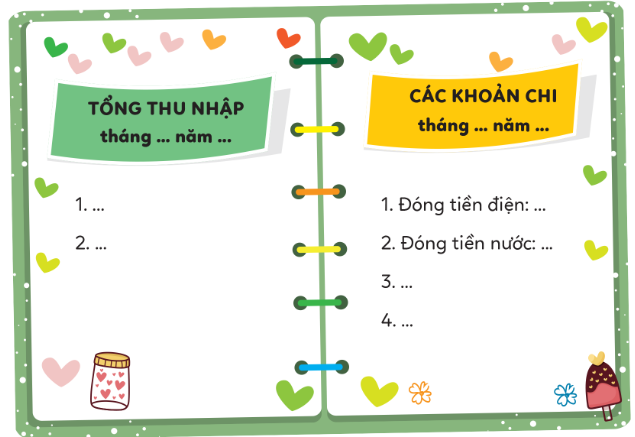 TỔNG THU NHẬP
tháng ... năm ...
1. ...
2. ...
CÁC KHOẢN CHI
tháng ... năm ...
1. Đóng tiền điện: ...
2. Đóng tiền nước: ...
3. ...
4. ...